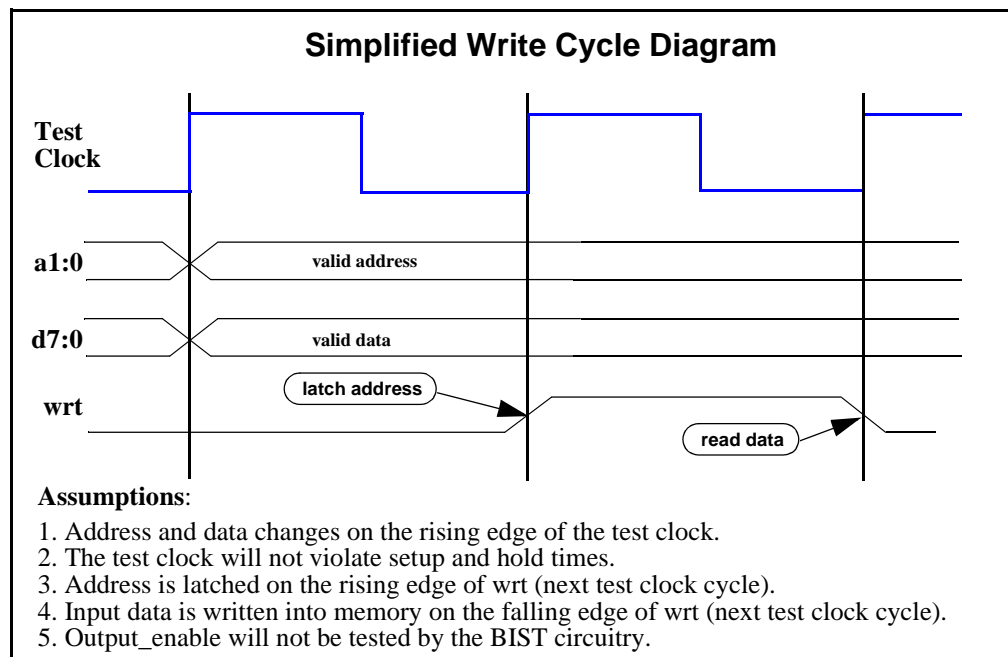 Simplified Write Cycle Diagram
Test
Clock
a1:0
valid address
d7:0
valid data
latch address
wrt
read data
Assumptions:
1. Address and data changes on the rising edge of the test clock.
2. The test clock will not violate setup and hold times.
3. Address is latched on the rising edge of wrt (next test clock cycle).
4. Input data is written into memory on the falling edge of wrt (next test clock cycle).
5. Output_enable will not be tested by the BIST circuitry.